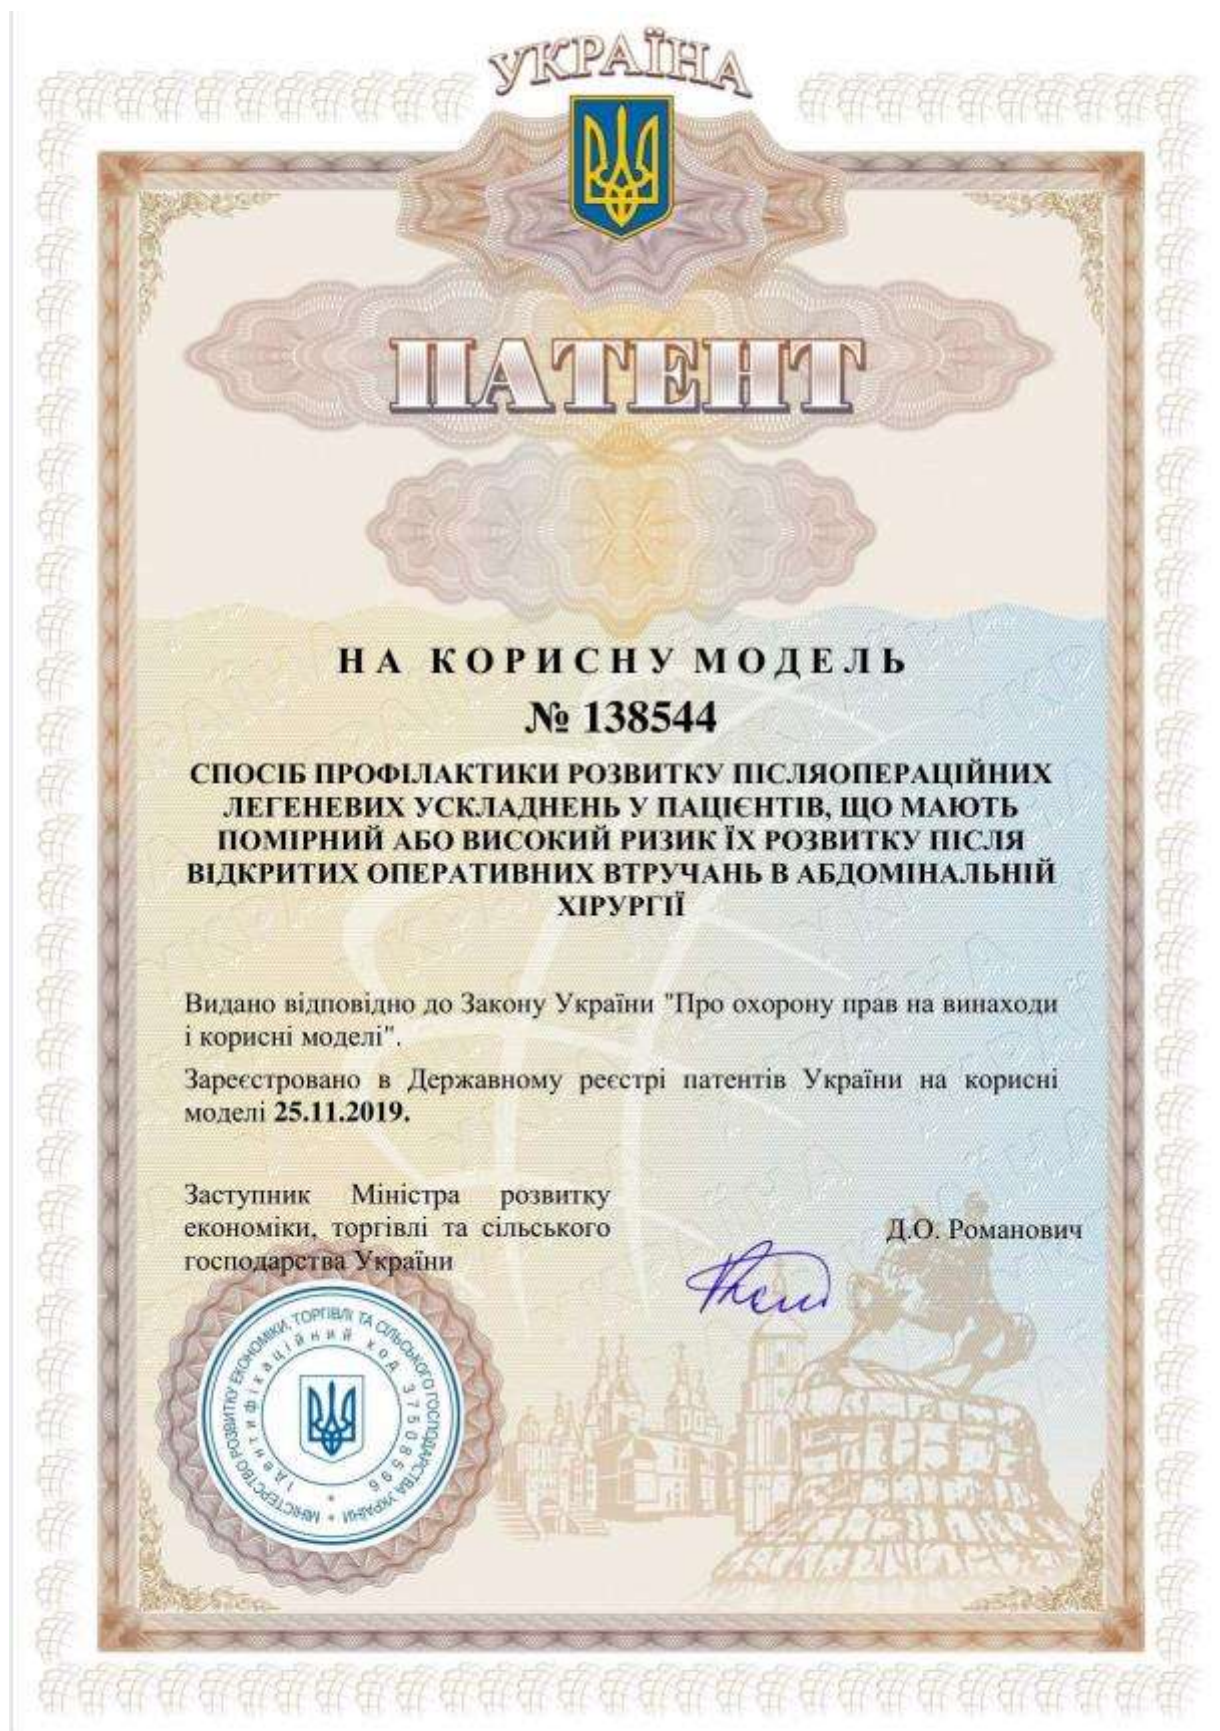 УКРАЇНА
ПАТЕНТ
НА КОРИСНУ МОДЕЛЬ
№ 138544
СПОСІБ ПРОФІЛАКТИКИ РОЗВИТКУ ПІСЛЯОПЕРАЦІЙНИХ
ЛЕГЕНЕВИХ УСКЛАДНЕНЬ У ПАЦІЄНТІВ, ЩО МАЮТЬ
ПОМІРНИЙ АБО ВИСОКИЙ РИЗИК ЇХ РОЗВИТКУ ПІСЛЯ
ВІДКРИТИХ ОПЕРАТИВНИХ ВТРУЧАНЬ В АБДОМІНАЛЬНІЙ
ХІРУРГІЇ
Видано відповідно до Закону України "Про охорону прав на винаходи
і корисні моделі".
Зареєстровано в Державному реєстрі патентів України на корисні
моделі 25.11.2019.
Заступник Міністра розвитку
економіки, торгівлі та сільського
господарства України
Д.О. Романович
МІНІСТЕРСТВО РОЗВИТКУ ЕКОНОМІКИ, ТОРГІВЛІ ТА СІЛЬСЬКОГО ГОСПОДАРСТВА УКРАЇНИ
Ідентифікаційний код 37508596